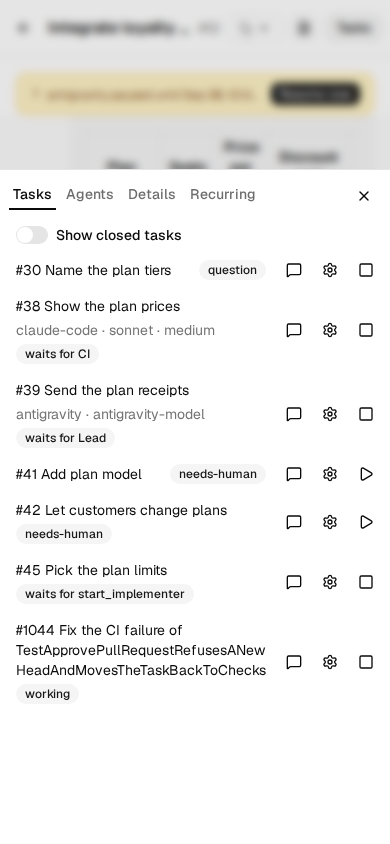 Tasks Agents Details Recurring
Show closed tasks
#30 Name the plan tiers question
#38 Show the plan prices
claude-code · sonnet · medium
waits for CI
#39 Send the plan receipts
antigravity · antigravity-model
waits for Lead
#41 Add plan model needs-human
#42 Let customers change plans
needs-human
#45 Pick the plan limits
waits for start_implementer
#1044 Fix the CI failure of
TestApprovePullRequestRefusesANew
HeadAndMovesTheTaskBackToChecks
working